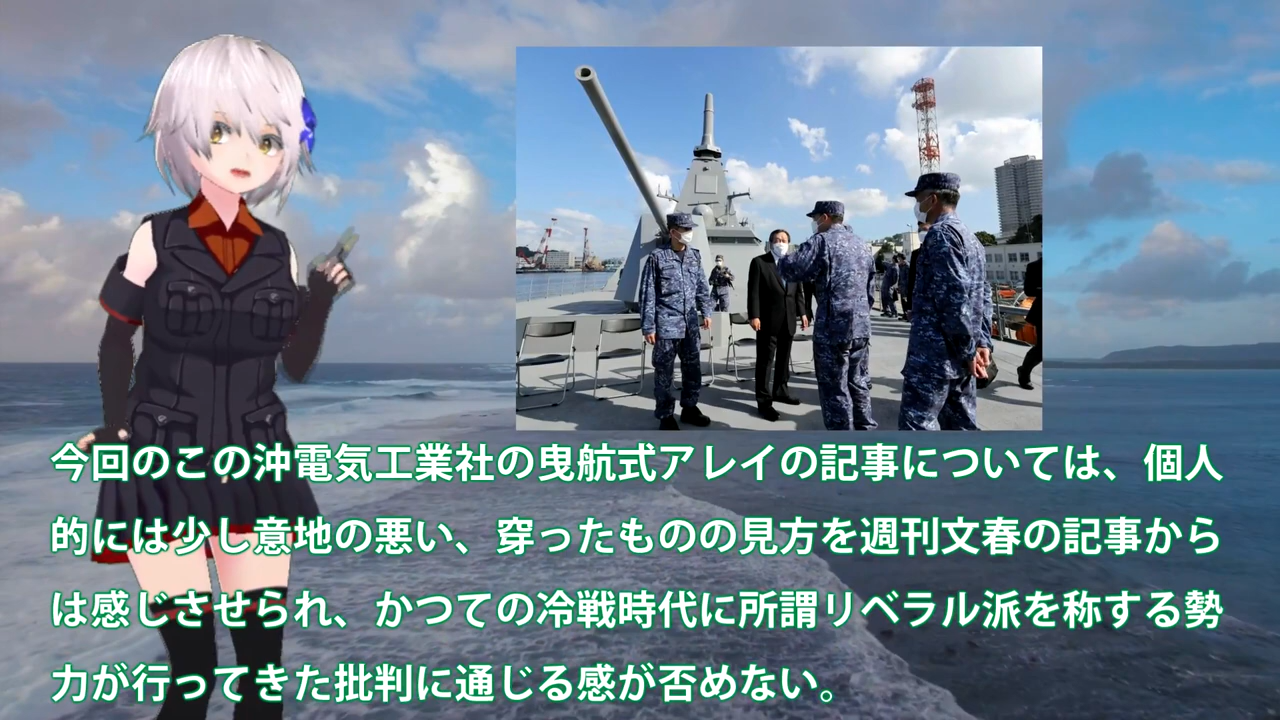 今回のこの沖電気工業社の曳航式アレイの記事については、個人
的には少し意地の悪い、穿ったものの見方を週刊文春の記事から
は感じさせられ、かつての冷戦時代に所謂リベラル派を称する勢
力が行ってきた批判に通じる感が否めない。